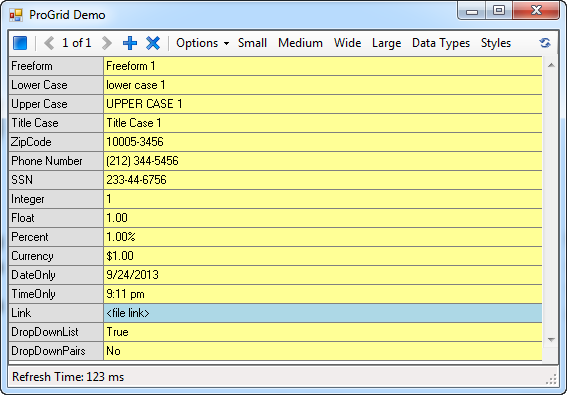 ProGrid Demo
1 of 1 Options Small Medium Wide Large Data Types Styles
Freeform Freeform 1
Lower Case lower case 1
Upper Case UPPER CASE 1
Title Case Title Case 1
ZipCode 10005-3456
Phone Number (212) 344-5456
SSN 233-44-6756
Integer 1
Float 1.00
Percent 1.00%
Currency $1.00
DateOnly 9/24/2013
TimeOnly 9:11 pm
Link <file link>
DropDownList True
DropDownPairs No
Refresh Time: 123 ms